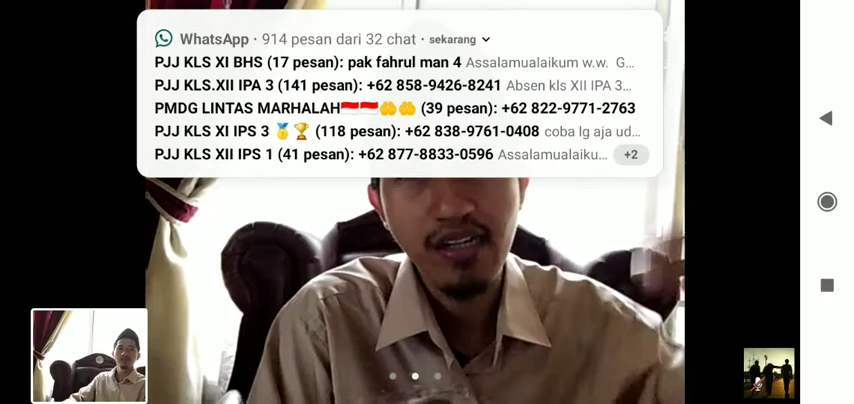 WhatsApp · 914 pesan dari 32 chat · sekarang
PJJ KLS XI BHS (17 pesan): pak fahrul man 4 Assalamualaikum w.w. G...
PJJ KLS.XII IPA 3 (141 pesan): +62 858-9426-8241 Absen kls XII IPA 3...
PMDG LINTAS MARHALAH🇮🇩🇮🇩🤲🤲 (39 pesan): +62 822-9771-2763
PJJ KLS XI IPS 3 🥇🏆 (118 pesan): +62 838-9761-0408 coba lg aja ud...
PJJ KLS XII IPS 1 (41 pesan): +62 877-8833-0596 Assalamualaiku... +2